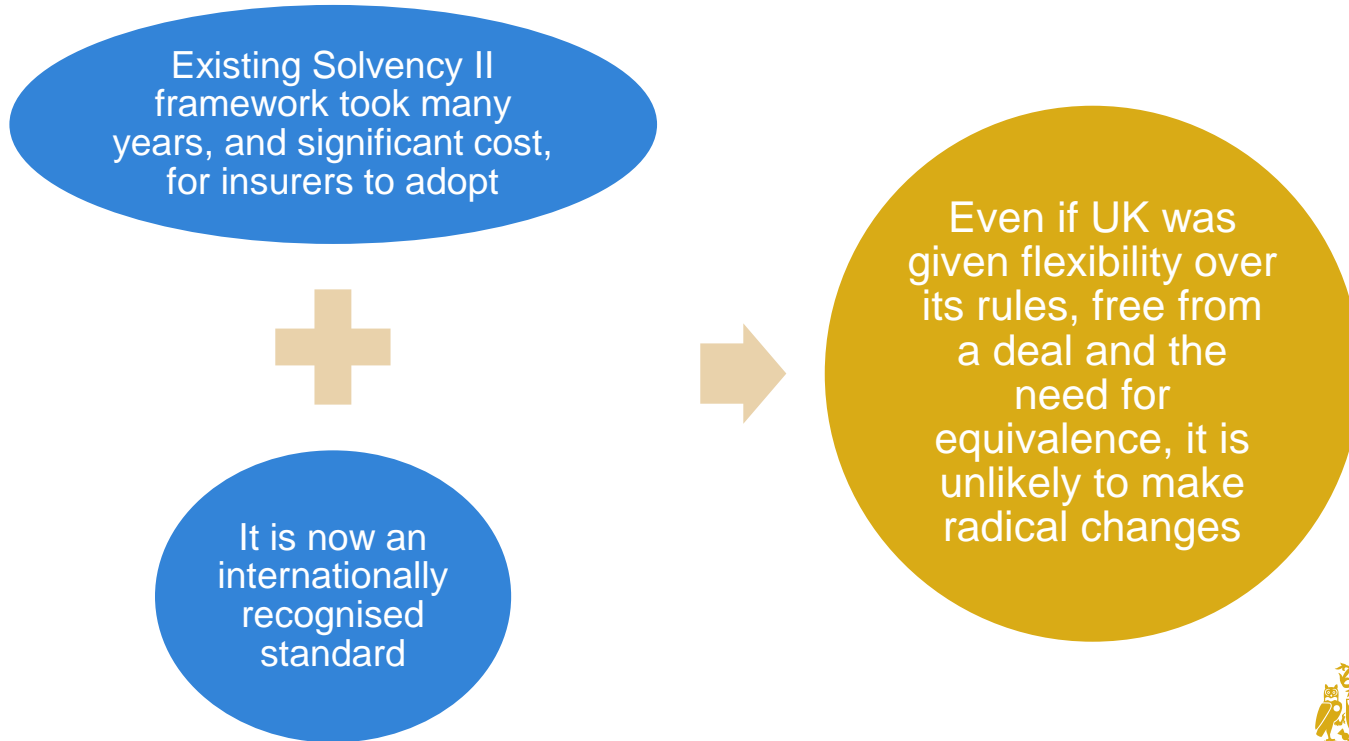 Existing Solvency II
framework took many
years, and significant cost,
for insurers to adopt
It is now an
internationally
recognised
standard
Even if UK was
given flexibility over
its rules, free from
a deal and the
need for
equivalence, it is
unlikely to make
radical changes